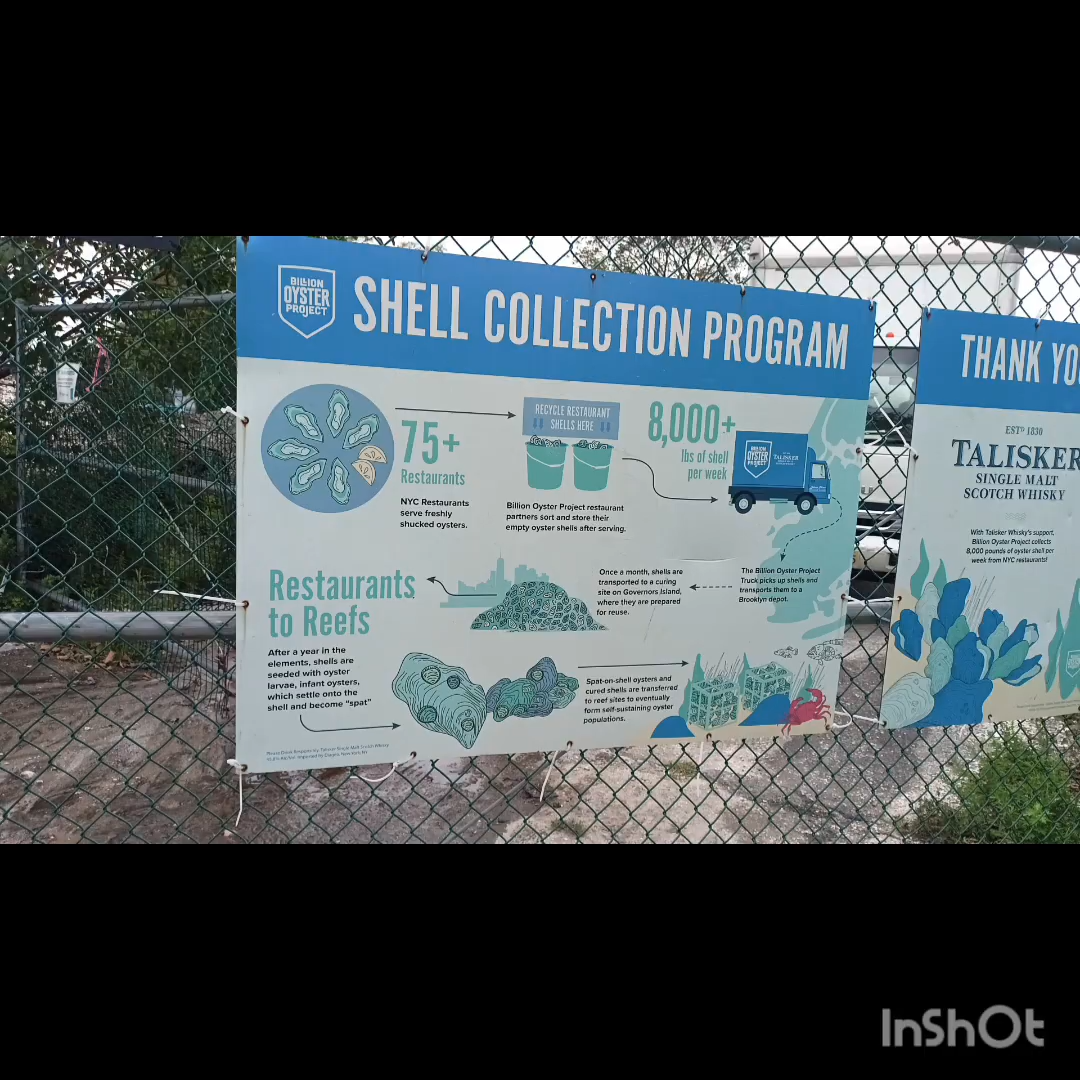 BILLION
OYSTER
PROJECT
SHELL COLLECTION PROGRAM
75+
Restaurants
NYC Restaurants
serve freshly
shucked oysters.
RECYCLE RESTAURANT
SHELLS HERE
Billion Oyster Project restaurant
partners sort and store their
empty oyster shells after serving.
8,000+
lbs of shell
per week
BILLION
OYSTER
PROJECT
TALISKER
The Billion Oyster Project
Truck picks up shells and
transports them to a
Brooklyn depot.
Once a month, shells are
transported to a curing
site on Governors Island,
where they are prepared
for reuse.
Restaurants
to Reefs
After a year in the
elements, shells are
seeded with oyster
larvae, infant oysters,
which settle onto the
shell and become "spat"
Spat-on-shell oysters and
cured shells are transferred
to reef sites to eventually
form self-sustaining oyster
populations.
THANK YO
ESTD 1830
TALISKER
SINGLE MALT
SCOTCH WHISKY
With Talisker Whisky's support,
Billion Oyster Project collects
8,000 pounds of oyster shell per
week from NYC restaurants!
InShOt